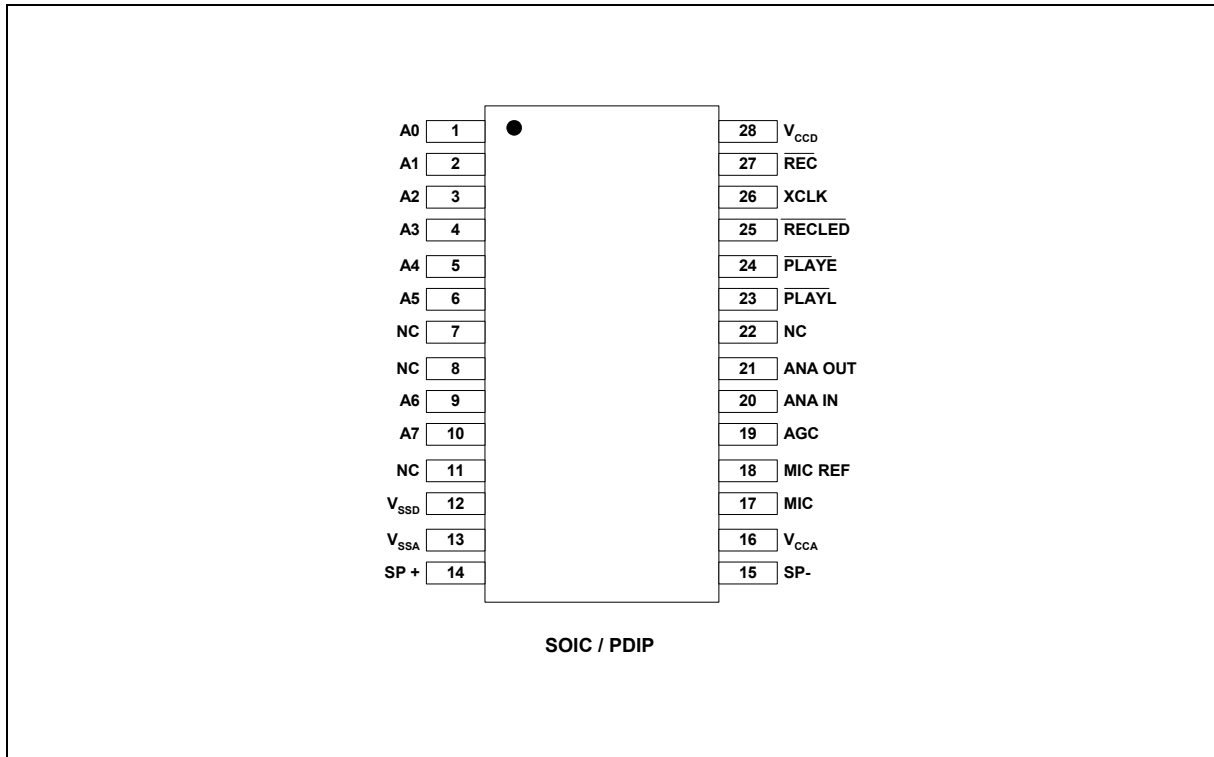 A0 1 28 VCCD
A1 2 27 REC
A2 3 26 XCLK
A3 4 25 RECLED
A4 5 24 PLAYE
A5 6 23 PLAYL
NC 7 22 NC
NC 8 21 ANA OUT
A6 9 20 ANA IN
A7 10 19 AGC
NC 11 18 MIC REF
VSSD 12 17 MIC
VSSA 13 16 VCCA
SP + 14 15 SP-
SOIC / PDIP